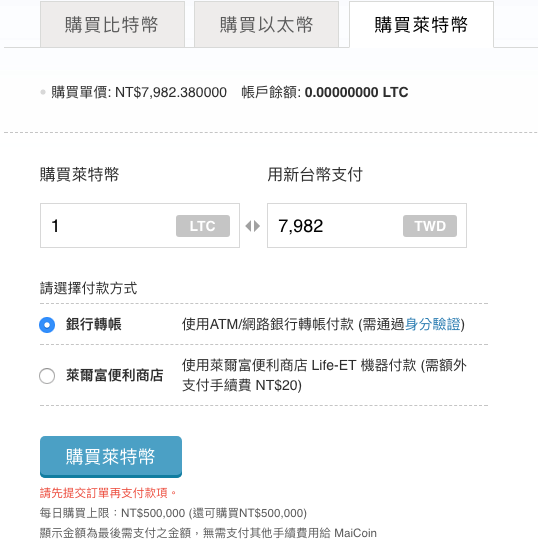 購買比特幣 購買以太幣 購買萊特幣
購買單價: NT$7,982.380000 帳戶餘額: 0.00000000 LTC
購買萊特幣 用新台幣支付
1 LTC 7,982 TWD
請選擇付款方式
銀行轉帳 使用ATM/網路銀行轉帳付款 (需通過身分驗證)
萊爾富便利商店 使用萊爾富便利商店 Life-ET 機器付款 (需額外
支付手續費 NT$20)
購買萊特幣
請先提交訂單再支付款項。
每日購買上限：NT$500,000 (還可購買NT$500,000)
顯示金額為最後需支付之金額，無需支付其他手續費用給 MaiCoin